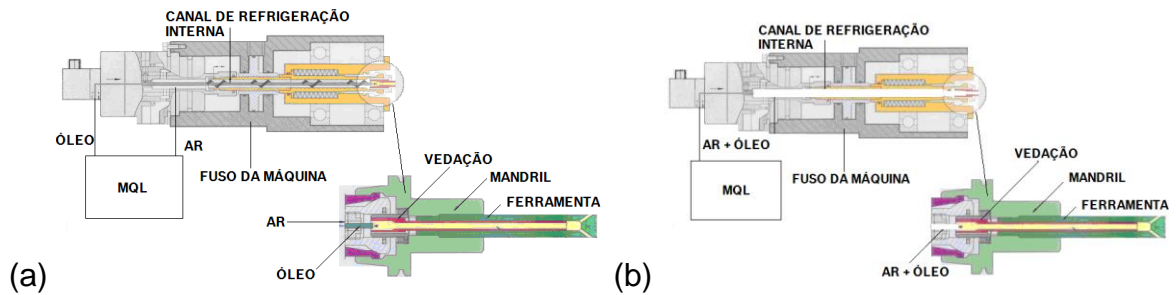 CANAL DE REFRIGERAÇÃO
INTERNA
ÓLEO
AR
MQL
FUSO DA MÁQUINA
VEDAÇÃO
MANDRIL
FERRAMENTA
AR
ÓLEO
(a)
CANAL DE REFRIGERAÇÃO
INTERNA
AR + ÓLEO
MQL
FUSO DA MÁQUINA
VEDAÇÃO
MANDRIL
FERRAMENTA
AR + ÓLEO
(b)